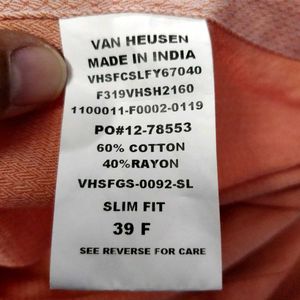 VAN HEUSEN
MADE IN INDIA
VHSFCSLFY67040
F319VHSH2160
1100011-F0002-0119
PO#12-78553
60% COTTON
40%RAYON
VHSFGS-0092-SL
SLIM FIT
39 F
SEE REVERSE FOR CARE